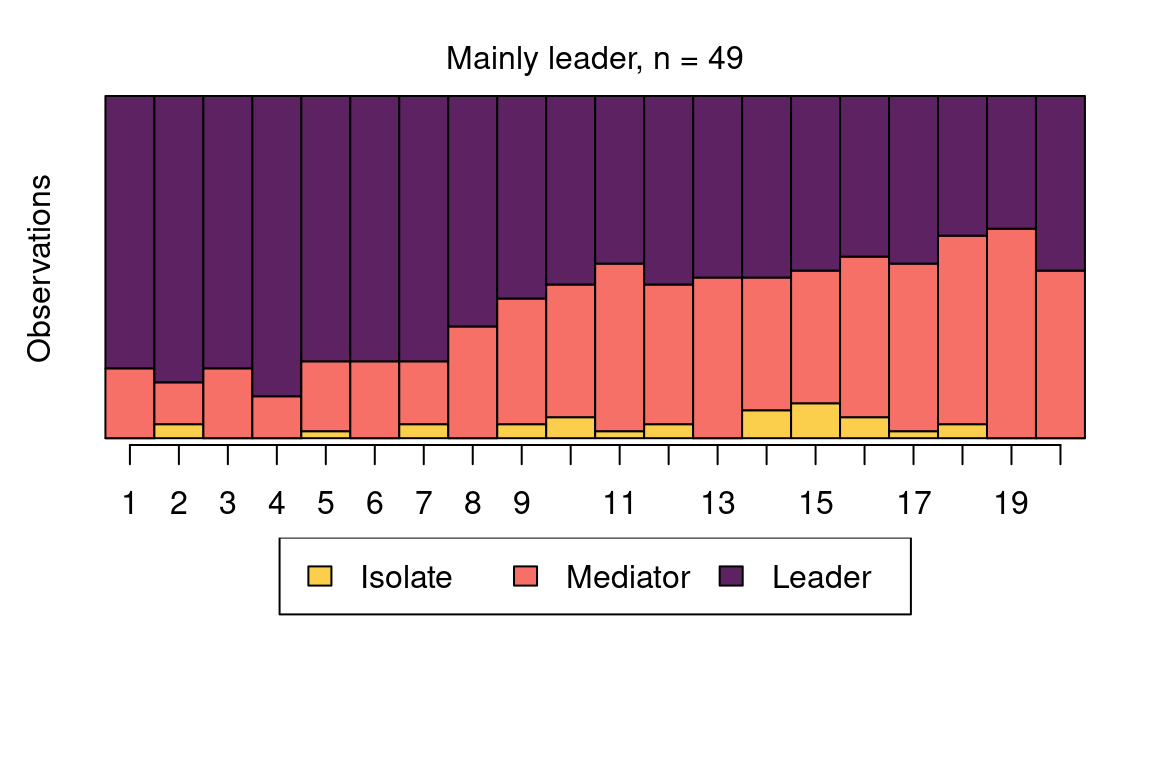 Mainly leader, n = 49
Observations
1 2 3 4 5 6 7 8 9 11 13 15 17 19
Isolate Mediator Leader